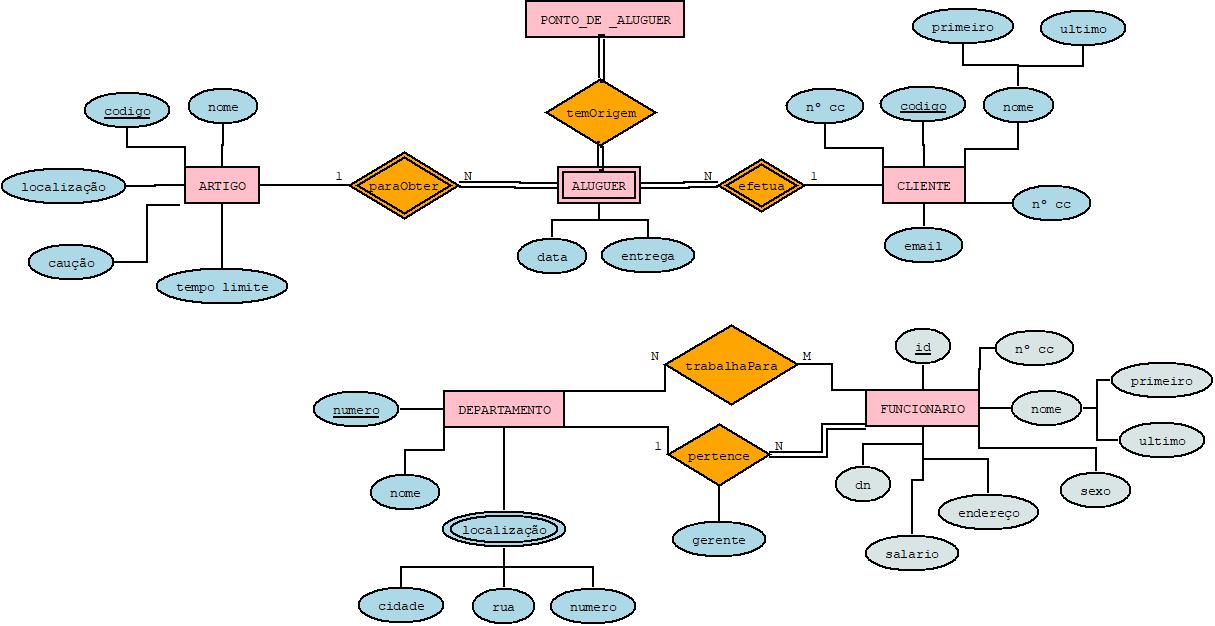 PONTO_DE _ALUGUER
primeiro
ultimo
codigo
nome
temOrigem
nº cc
codigo
nome
localização
ARTIGO
1
paraObter
N
ALUGUER
N
efetua
1
CLIENTE
nº cc
caução
tempo limite
data
entrega
email
numero
DEPARTAMENTO
N
trabalhaPara
M
id
nº cc
FUNCIONARIO
nome
primeiro
ultimo
1
pertence
N
nome
localização
gerente
dn
endereço
sexo
salario
cidade
rua
numero